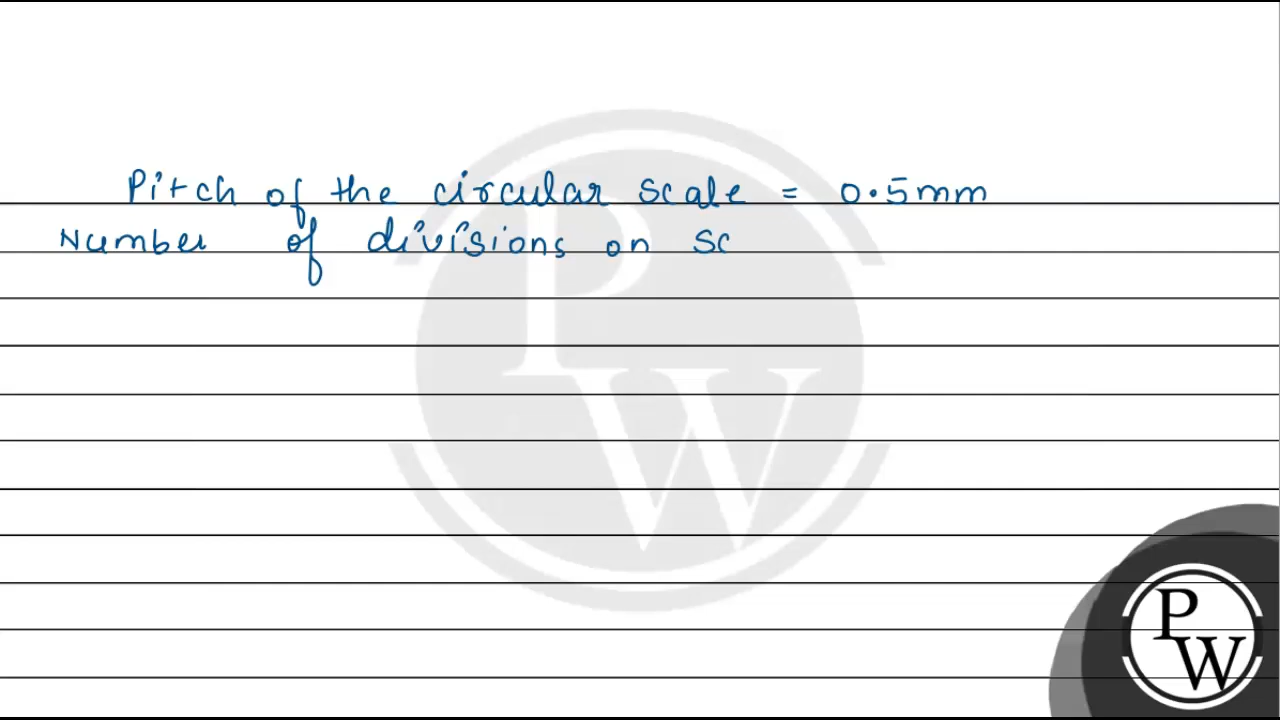 Pitch of the circular scale = 0.5mm
Number of divisions on sc
P
W
P
W